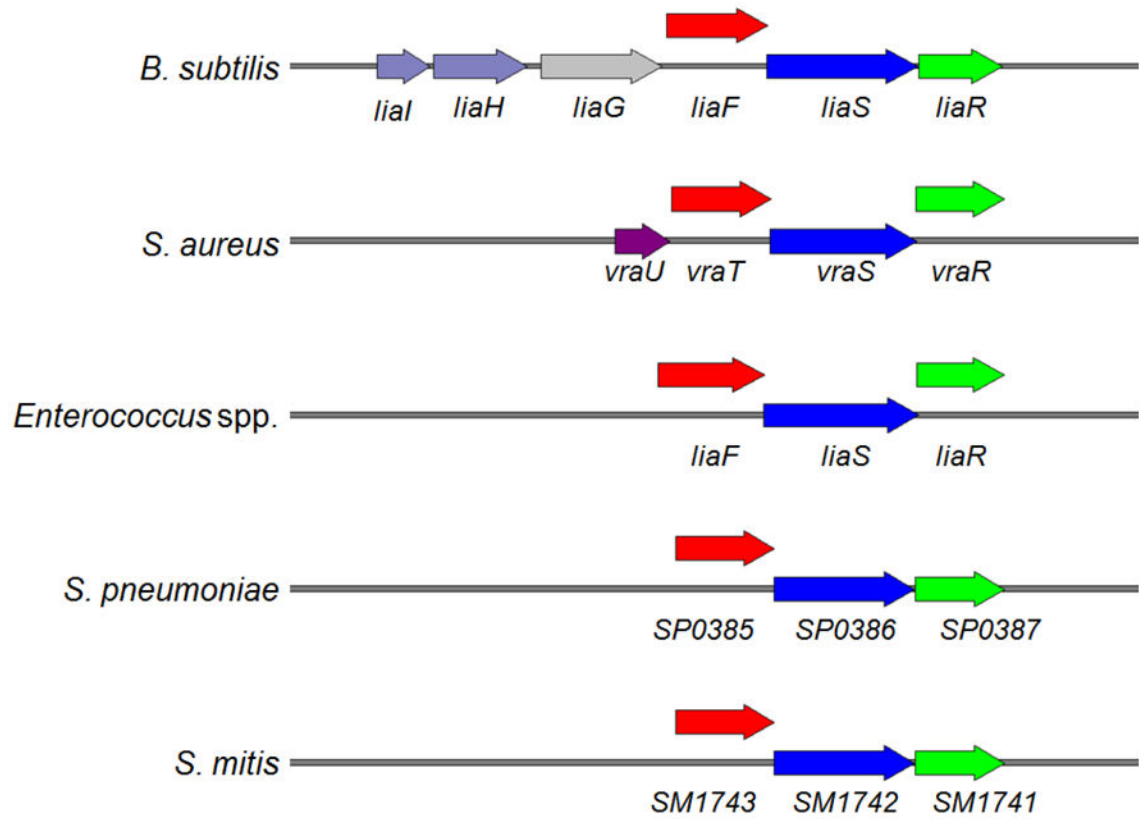 B. subtilis
liaI liaH liaG liaF liaS liaR
S. aureus
vraU vraT vraS vraR
Enterococcus spp.
liaF liaS liaR
S. pneumoniae
SP0385 SP0386 SP0387
S. mitis
SM1743 SM1742 SM1741